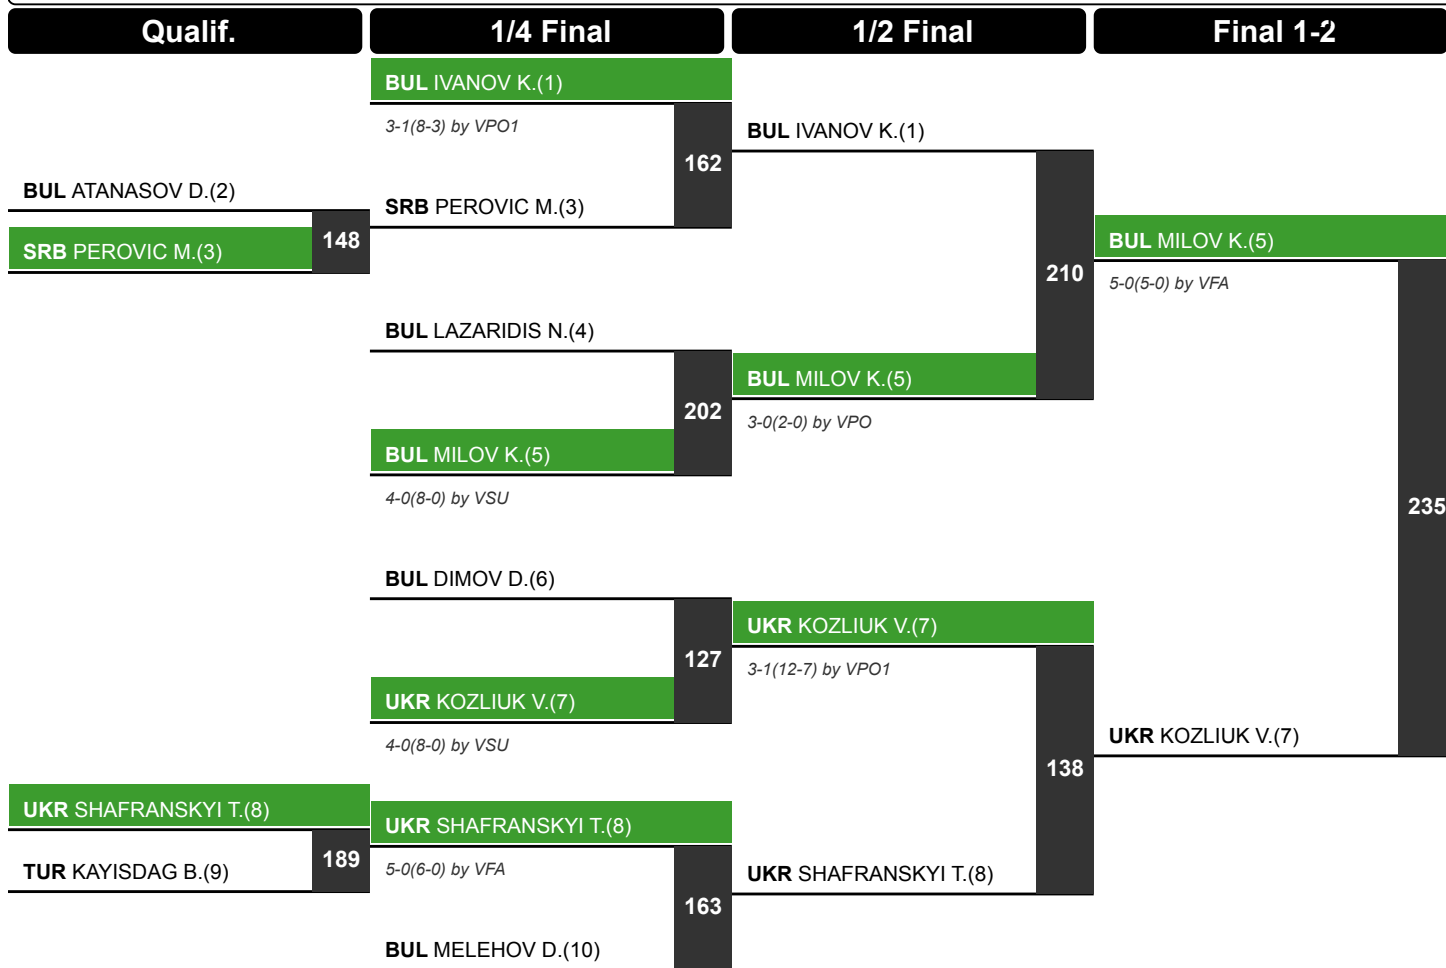 Qualif.
1/4 Final
1/2 Final
Final 1-2
BUL ATANASOV D.(2)
148
SRB PEROVIC M.(3)
UKR SHAFRANSKYI T.(8)
189
TUR KAYISDAG B.(9)
BUL IVANOV K.(1)
3-1(8-3) by VPO1
162
SRB PEROVIC M.(3)
BUL LAZARIDIS N.(4)
202
BUL MILOV K.(5)
4-0(8-0) by VSU
BUL DIMOV D.(6)
127
UKR KOZLIUK V.(7)
4-0(8-0) by VSU
UKR SHAFRANSKYI T.(8)
5-0(6-0) by VFA
163
BUL MELEHOV D.(10)
BUL IVANOV K.(1)
210
BUL MILOV K.(5)
3-0(2-0) by VPO
UKR KOZLIUK V.(7)
3-1(12-7) by VPO1
138
UKR SHAFRANSKYI T.(8)
BUL MILOV K.(5)
5-0(5-0) by VFA
235
UKR KOZLIUK V.(7)